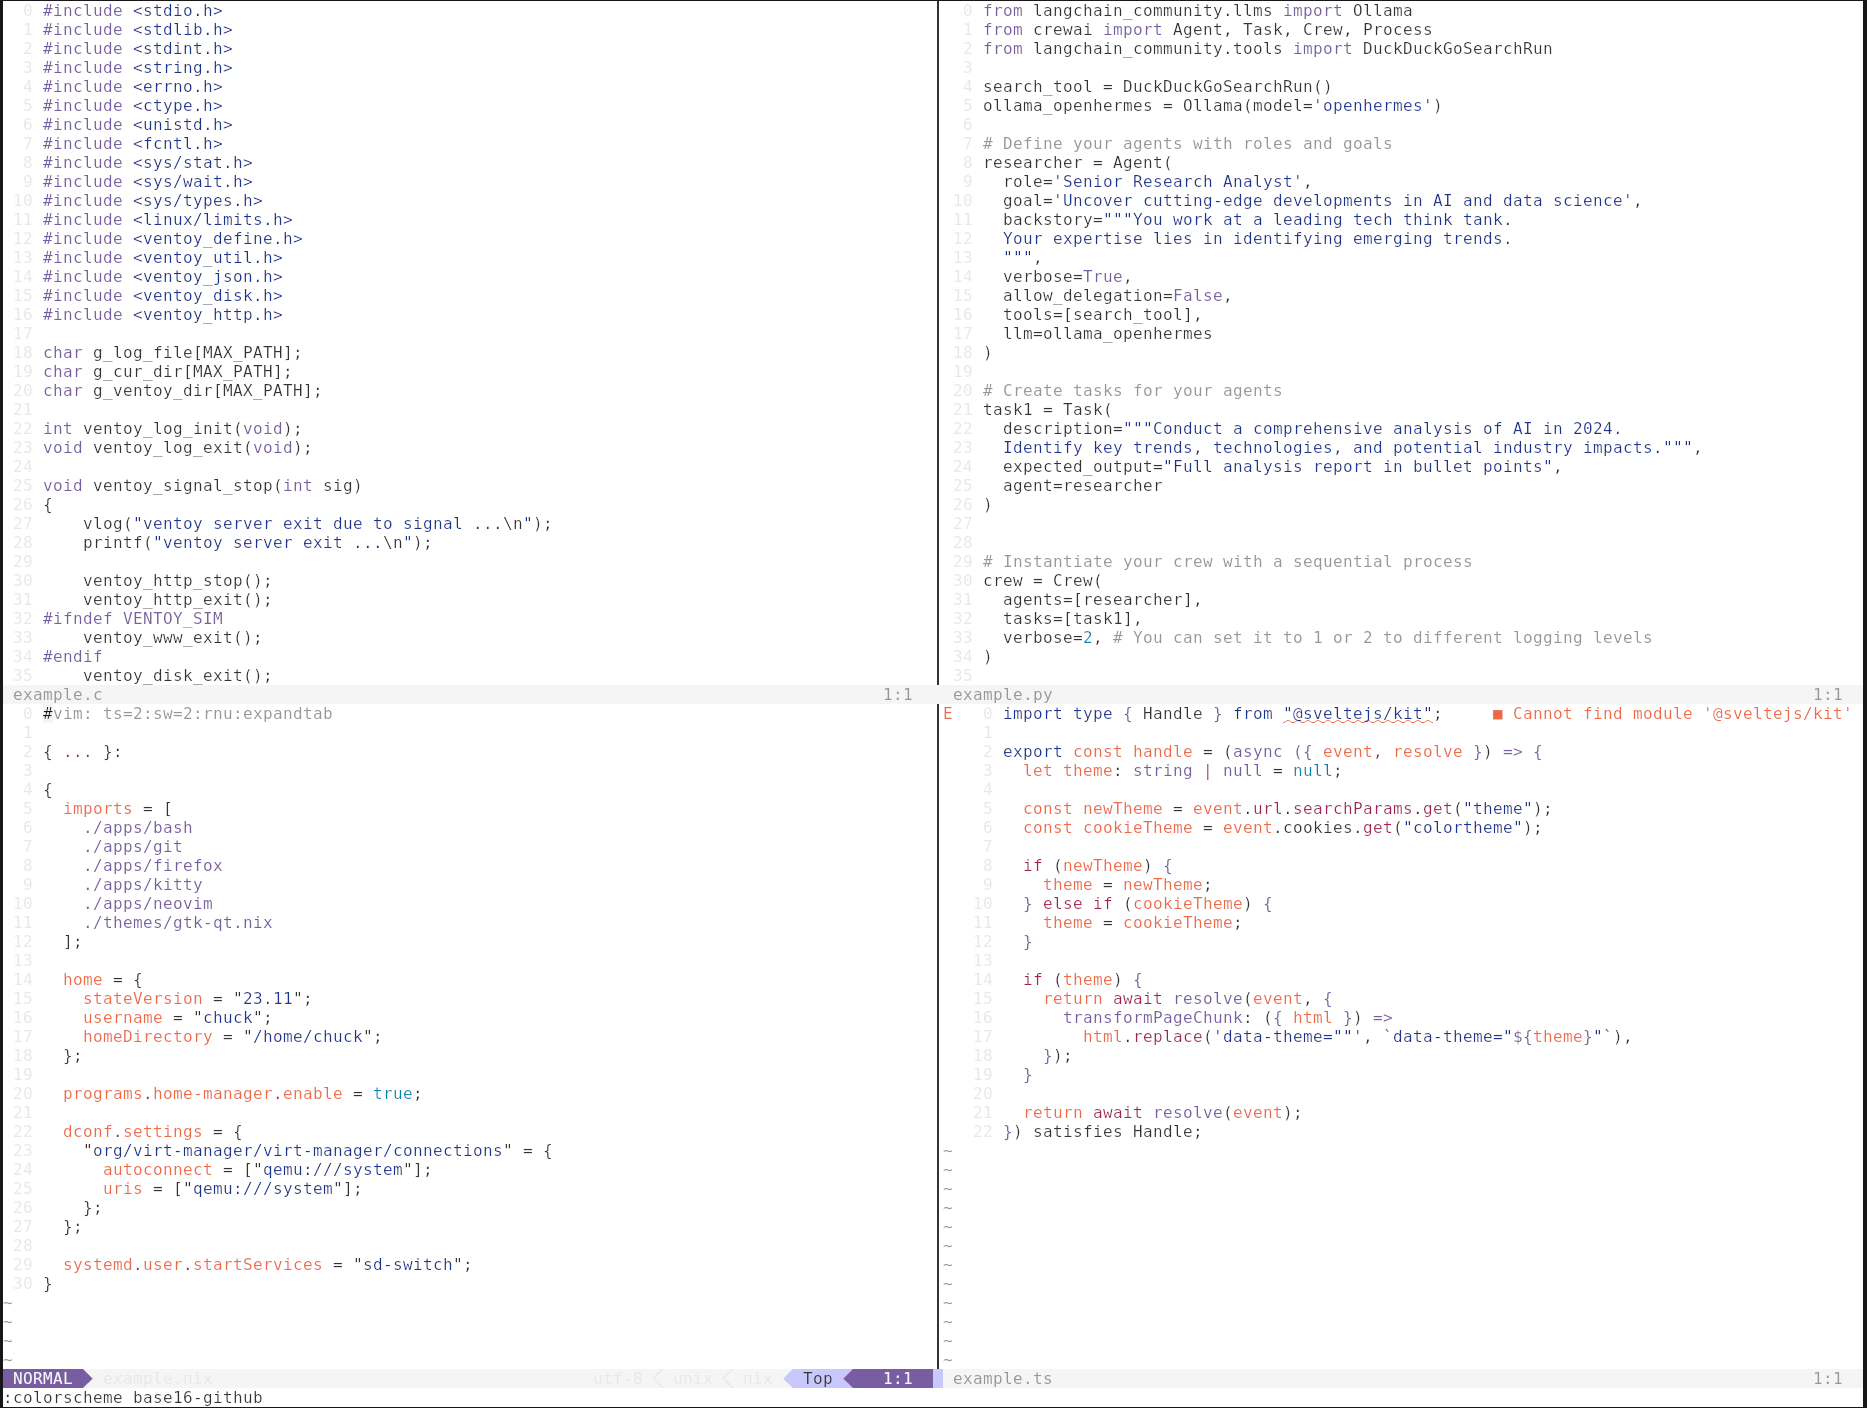 0 #include <stdio.h>
1 #include <stdlib.h>
2 #include <stdint.h>
3 #include <string.h>
4 #include <errno.h>
5 #include <ctype.h>
6 #include <unistd.h>
7 #include <fcntl.h>
8 #include <sys/stat.h>
9 #include <sys/wait.h>
10 #include <sys/types.h>
11 #include <linux/limits.h>
12 #include <ventoy_define.h>
13 #include <ventoy_util.h>
14 #include <ventoy_json.h>
15 #include <ventoy_disk.h>
16 #include <ventoy_http.h>
17
18 char g_log_file[MAX_PATH];
19 char g_cur_dir[MAX_PATH];
20 char g_ventoy_dir[MAX_PATH];
21
22 int ventoy_log_init(void);
23 void ventoy_log_exit(void);
24
25 void ventoy_signal_stop(int sig)
26 {
27     vlog("ventoy server exit due to signal ...\n");
28     printf("ventoy server exit ...\n");
29
30     ventoy_http_stop();
31     ventoy_http_exit();
32 #ifndef VENTOY_SIM
33     ventoy_www_exit();
34 #endif
35     ventoy_disk_exit();
example.c 1:1
0 from langchain_community.llms import Ollama
1 from crewai import Agent, Task, Crew, Process
2 from langchain_community.tools import DuckDuckGoSearchRun
3
4 search_tool = DuckDuckGoSearchRun()
5 ollama_openhermes = Ollama(model='openhermes')
6
7 # Define your agents with roles and goals
8 researcher = Agent(
9   role='Senior Research Analyst',
10   goal='Uncover cutting-edge developments in AI and data science',
11   backstory="""You work at a leading tech think tank.
12   Your expertise lies in identifying emerging trends.
13   """,
14   verbose=True,
15   allow_delegation=False,
16   tools=[search_tool],
17   llm=ollama_openhermes
18 )
19
20 # Create tasks for your agents
21 task1 = Task(
22   description="""Conduct a comprehensive analysis of AI in 2024.
23   Identify key trends, technologies, and potential industry impacts.""",
24   expected_output="Full analysis report in bullet points",
25   agent=researcher
26 )
27
28
29 # Instantiate your crew with a sequential process
30 crew = Crew(
31   agents=[researcher],
32   tasks=[task1],
33   verbose=2, # You can set it to 1 or 2 to different logging levels
34 )
35
example.py 1:1
0 #vim: ts=2:sw=2:rnu:expandtab
1
2 { ... }:
3
4 {
5   imports = [
6     ./apps/bash
7     ./apps/git
8     ./apps/firefox
9     ./apps/kitty
10     ./apps/neovim
11     ./themes/gtk-qt.nix
12   ];
13
14   home = {
15     stateVersion = "23.11";
16     username = "chuck";
17     homeDirectory = "/home/chuck";
18   };
19
20   programs.home-manager.enable = true;
21
22   dconf.settings = {
23     "org/virt-manager/virt-manager/connections" = {
24       autoconnect = ["qemu:///system"];
25       uris = ["qemu:///system"];
26     };
27   };
28
29   systemd.user.startServices = "sd-switch";
30 }
~
~
~
~
NORMAL example.nix utf-8 unix nix Top 1:1
:colorscheme base16-github
E 0 import type { Handle } from "@sveltejs/kit"; ■ Cannot find module '@sveltejs/kit'
1
2 export const handle = (async ({ event, resolve }) => {
3   let theme: string | null = null;
4
5   const newTheme = event.url.searchParams.get("theme");
6   const cookieTheme = event.cookies.get("colortheme");
7
8   if (newTheme) {
9     theme = newTheme;
10   } else if (cookieTheme) {
11     theme = cookieTheme;
12   }
13
14   if (theme) {
15     return await resolve(event, {
16       transformPageChunk: ({ html }) =>
17         html.replace('data-theme=""', `data-theme="${theme}"`),
18     });
19   }
20
21   return await resolve(event);
22 }) satisfies Handle;
~
~
~
~
~
~
~
~
~
~
~
~
example.ts 1:1